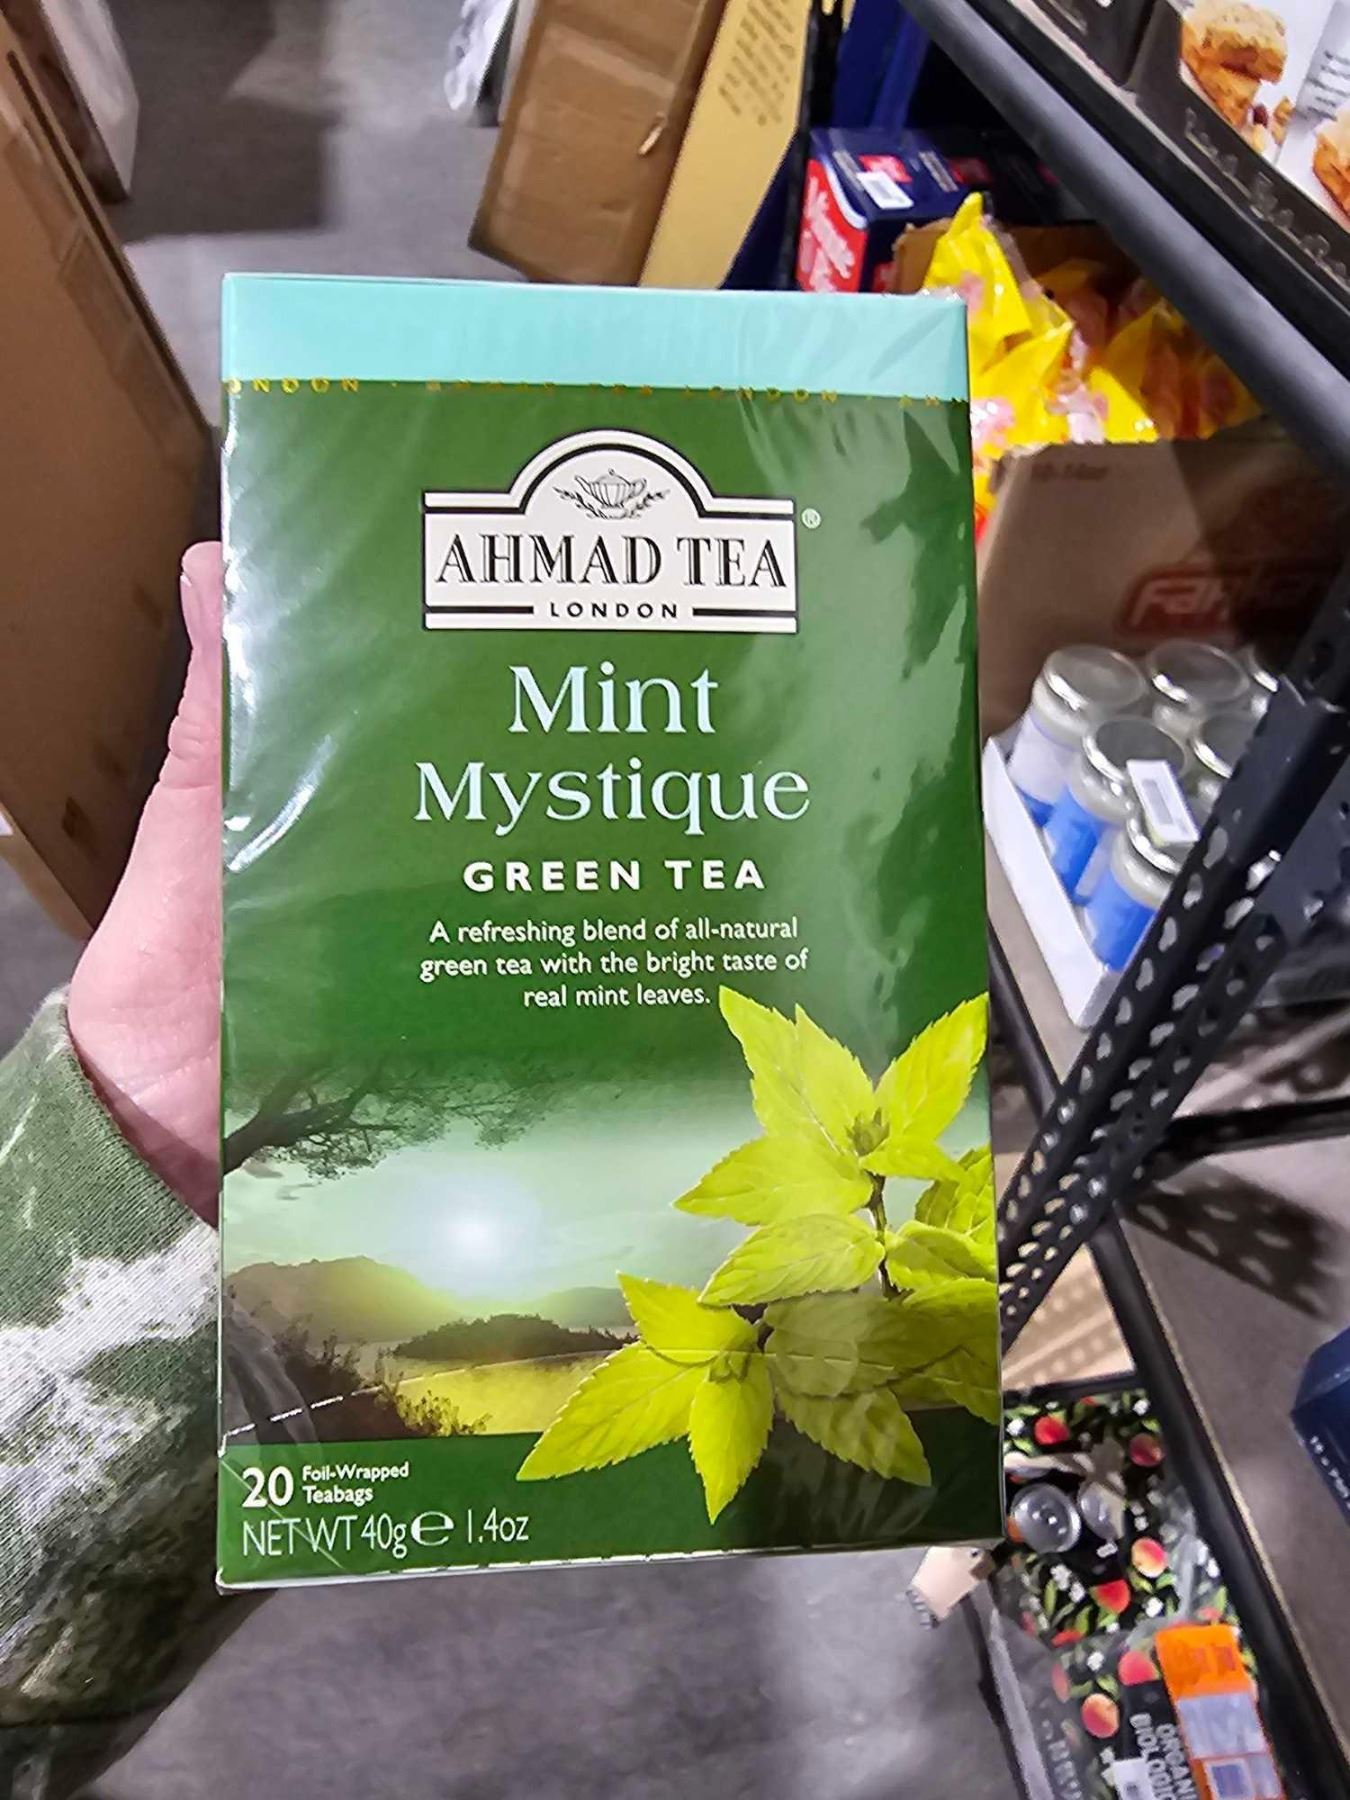 AHMAD TEA
®
LONDON
Mint
Mystique
GREEN TEA
A refreshing blend of all-natural
green tea with the bright taste of
real mint leaves.
20 Foil-Wrapped
Teabags
NET WT 40g e 1.4oz